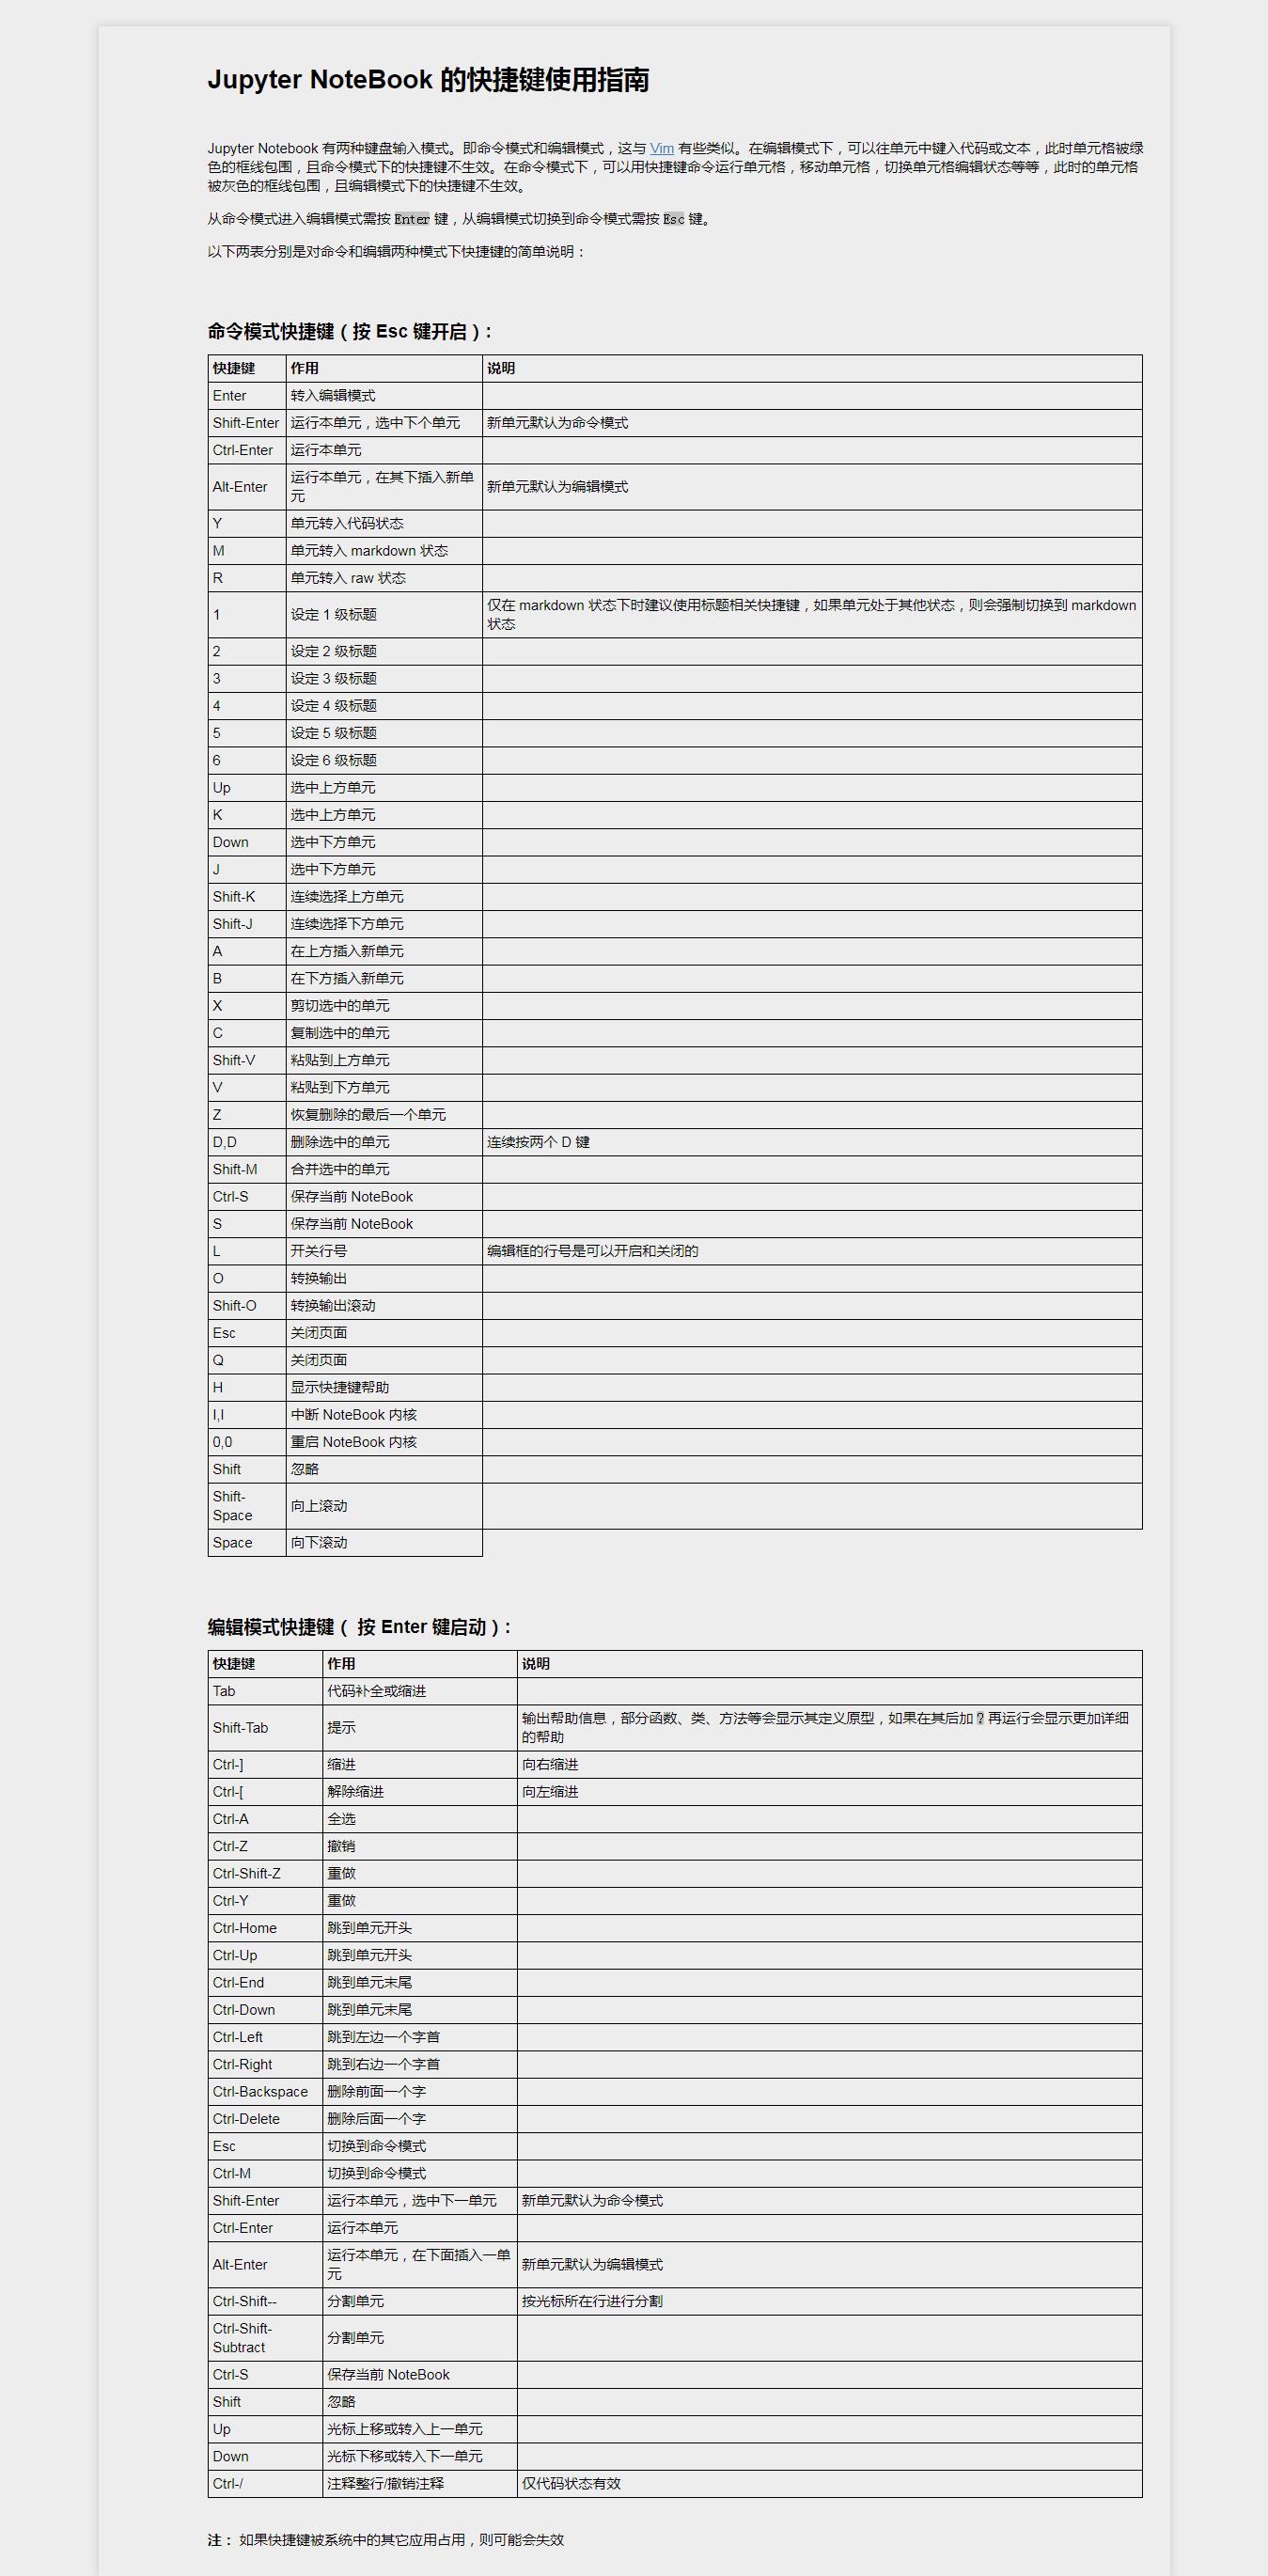 Jupyter NoteBook 的快捷键使用指南
Jupyter Notebook 有两种键盘输入模式。即命令模式和编辑模式，这与 Vim 有些类似。在编辑模式下，可以往单元中键入代码或文本，此时单元格被绿
色的框线包围，且命令模式下的快捷键不生效。在命令模式下，可以用快捷键命令运行单元格，移动单元格，切换单元格编辑状态等等，此时的单元格
被灰色的框线包围，且编辑模式下的快捷键不生效。
从命令模式进入编辑模式需按 Enter 键，从编辑模式切换到命令模式需按 Esc 键。
以下两表分别是对命令和编辑两种模式下快捷键的简单说明：
命令模式快捷键（按 Esc 键开启）:
快捷键 作用 说明
Enter 转入编辑模式
Shift-Enter 运行本单元，选中下个单元 新单元默认为命令模式
Ctrl-Enter 运行本单元
Alt-Enter 运行本单元，在其下插入新单
元 新单元默认为编辑模式
Y 单元转入代码状态
M 单元转入 markdown 状态
R 单元转入 raw 状态
1 设定 1 级标题 仅在 markdown 状态下时建议使用标题相关快捷键，如果单元处于其他状态，则会强制切换到 markdown
状态
2 设定 2 级标题
3 设定 3 级标题
4 设定 4 级标题
5 设定 5 级标题
6 设定 6 级标题
Up 选中上方单元
K 选中上方单元
Down 选中下方单元
J 选中下方单元
Shift-K 连续选择上方单元
Shift-J 连续选择下方单元
A 在上方插入新单元
B 在下方插入新单元
X 剪切选中的单元
C 复制选中的单元
Shift-V 粘贴到上方单元
V 粘贴到下方单元
Z 恢复删除的最后一个单元
D,D 删除选中的单元 连续按两个 D 键
Shift-M 合并选中的单元
Ctrl-S 保存当前 NoteBook
S 保存当前 NoteBook
L 开关行号 编辑框的行号是可以开启和关闭的
O 转换输出
Shift-O 转换输出滚动
Esc 关闭页面
Q 关闭页面
H 显示快捷键帮助
I,I 中断 NoteBook 内核
0,0 重启 NoteBook 内核
Shift 忽略
Shift-
Space 向上滚动
Space 向下滚动
编辑模式快捷键（ 按 Enter 键启动）:
快捷键 作用 说明
Tab 代码补全或缩进
Shift-Tab 提示 输出帮助信息，部分函数、类、方法等会显示其定义原型，如果在其后加 ? 再运行会显示更加详细
的帮助
Ctrl-] 缩进 向右缩进
Ctrl-[ 解除缩进 向左缩进
Ctrl-A 全选
Ctrl-Z 撤销
Ctrl-Shift-Z 重做
Ctrl-Y 重做
Ctrl-Home 跳到单元开头
Ctrl-Up 跳到单元开头
Ctrl-End 跳到单元末尾
Ctrl-Down 跳到单元末尾
Ctrl-Left 跳到左边一个字首
Ctrl-Right 跳到右边一个字首
Ctrl-Backspace 删除前面一个字
Ctrl-Delete 删除后面一个字
Esc 切换到命令模式
Ctrl-M 切换到命令模式
Shift-Enter 运行本单元，选中下一单元 新单元默认为命令模式
Ctrl-Enter 运行本单元
Alt-Enter 运行本单元，在下面插入一单
元 新单元默认为编辑模式
Ctrl-Shift-- 分割单元 按光标所在行进行分割
Ctrl-Shift-
Subtract 分割单元
Ctrl-S 保存当前 NoteBook
Shift 忽略
Up 光标上移或转入上一单元
Down 光标下移或转入下一单元
Ctrl-/ 注释整行/撤销注释 仅代码状态有效
注： 如果快捷键被系统中的其它应用占用，则可能会失效